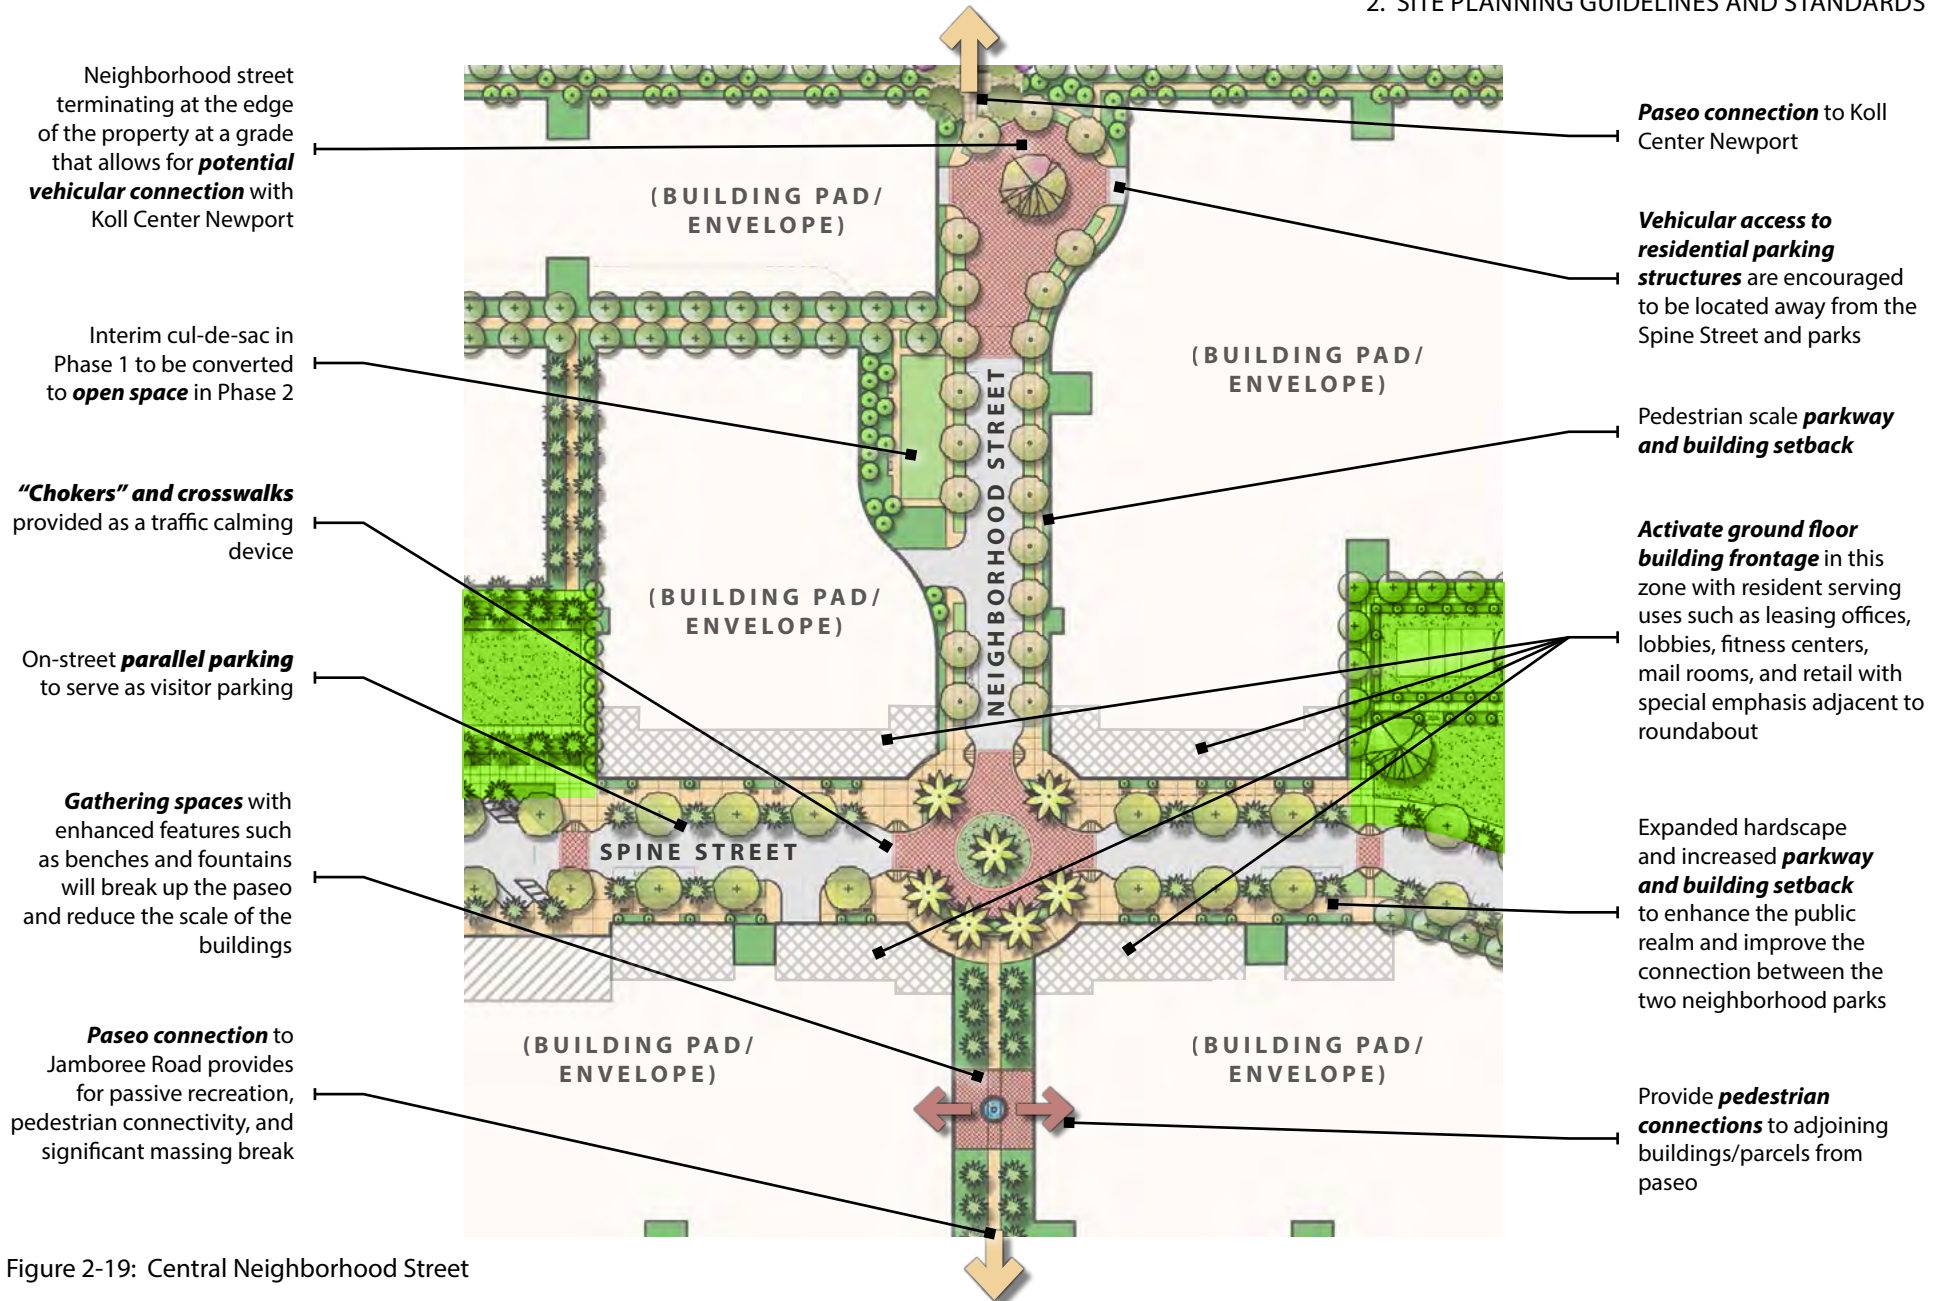 2. SITE PLANNING GUIDELINES AND STANDARDS
Neighborhood street
terminating at the edge
of the property at a grade
that allows for potential
vehicular connection with
Koll Center Newport
Interim cul-de-sac in
Phase 1 to be converted
to open space in Phase 2
“Chokers” and crosswalks
provided as a traffic calming
device
On-street parallel parking
to serve as visitor parking
Gathering spaces with
enhanced features such
as benches and fountains
will break up the paseo
and reduce the scale of the
buildings
Paseo connection to
Jamboree Road provides
for passive recreation,
pedestrian connectivity, and
significant massing break
(BUILDING PAD/
ENVELOPE)
(BUILDING PAD/
ENVELOPE)
(BUILDING PAD/
ENVELOPE)
NEIGHBORHOOD STREET
SPINE STREET
(BUILDING PAD/
ENVELOPE)
(BUILDING PAD/
ENVELOPE)
Paseo connection to Koll
Center Newport
Vehicular access to
residential parking
structures are encouraged
to be located away from the
Spine Street and parks
Pedestrian scale parkway
and building setback
Activate ground floor
building frontage in this
zone with resident serving
uses such as leasing offices,
lobbies, fitness centers,
mail rooms, and retail with
special emphasis adjacent to
roundabout
Expanded hardscape
and increased parkway
and building setback
to enhance the public
realm and improve the
connection between the
two neighborhood parks
Provide pedestrian
connections to adjoining
buildings/parcels from
paseo
Figure 2-19: Central Neighborhood Street